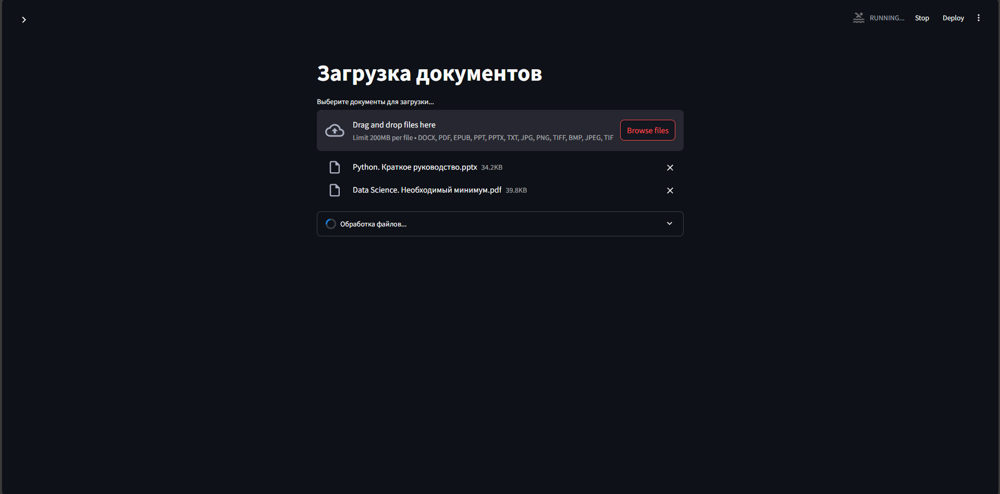 RUNNING... Stop Deploy
Загрузка документов
Выберите документы для загрузки...
Drag and drop files here
Limit 200MB per file • DOCX, PDF, EPUB, PPT, PPTX, TXT, JPG, PNG, TIFF, BMP, JPEG, TIF
Browse files
Python. Краткое руководство.pptx 34.2KB
Data Science. Необходимый минимум.pdf 39.8KB
Обработка файлов...